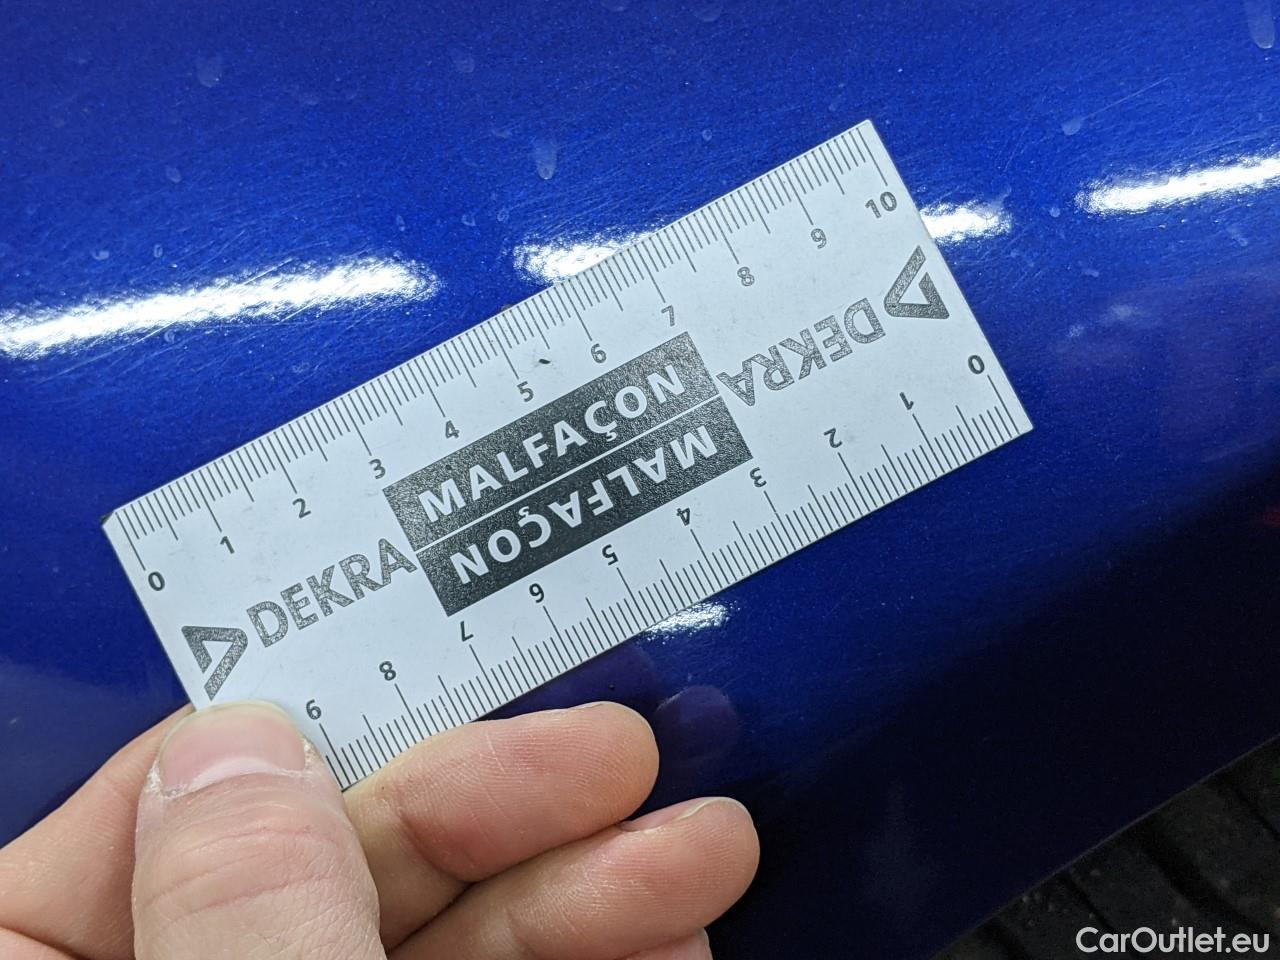 0 1 2 3 4 5 6 7 8 9 10
DEKRA MALFAÇON
MALFAÇON DEKRA
0 1 2 3 4 5 6 7 8 9
CarOutlet.eu